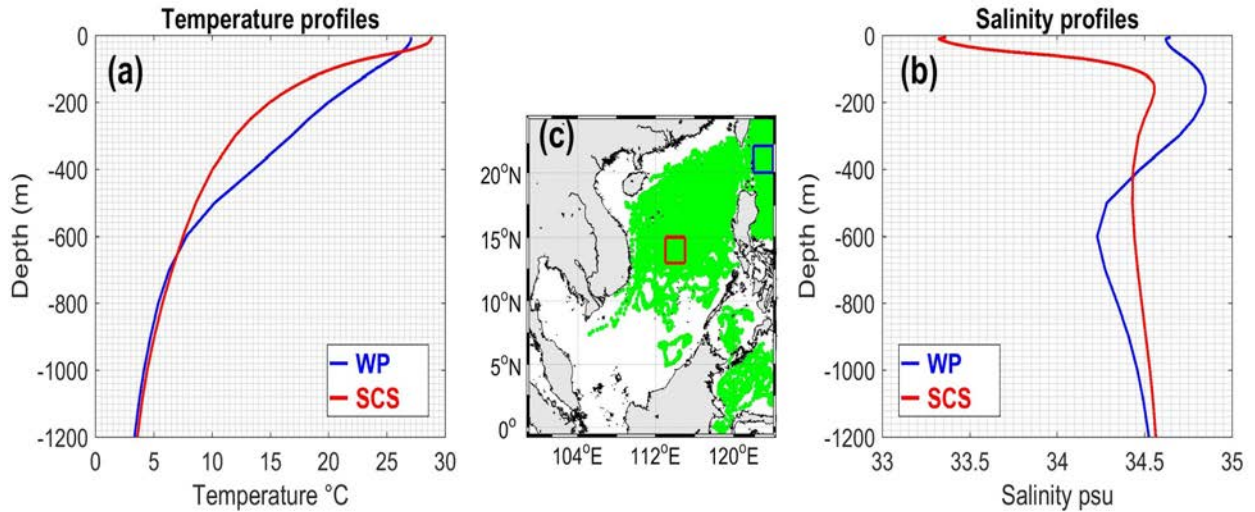 Temperature profiles
(a)
0
-200
-400
-600
-800
-1000
-1200
Depth (m)
0 5 10 15 20 25 30
Temperature °C
WP
SCS
(c)
20°N
15°N
10°N
5°N
0°
104°E 112°E 120°E
Salinity profiles
(b)
0
-200
-400
-600
-800
-1000
-1200
Depth (m)
33 33.5 34 34.5 35
Salinity psu
WP
SCS